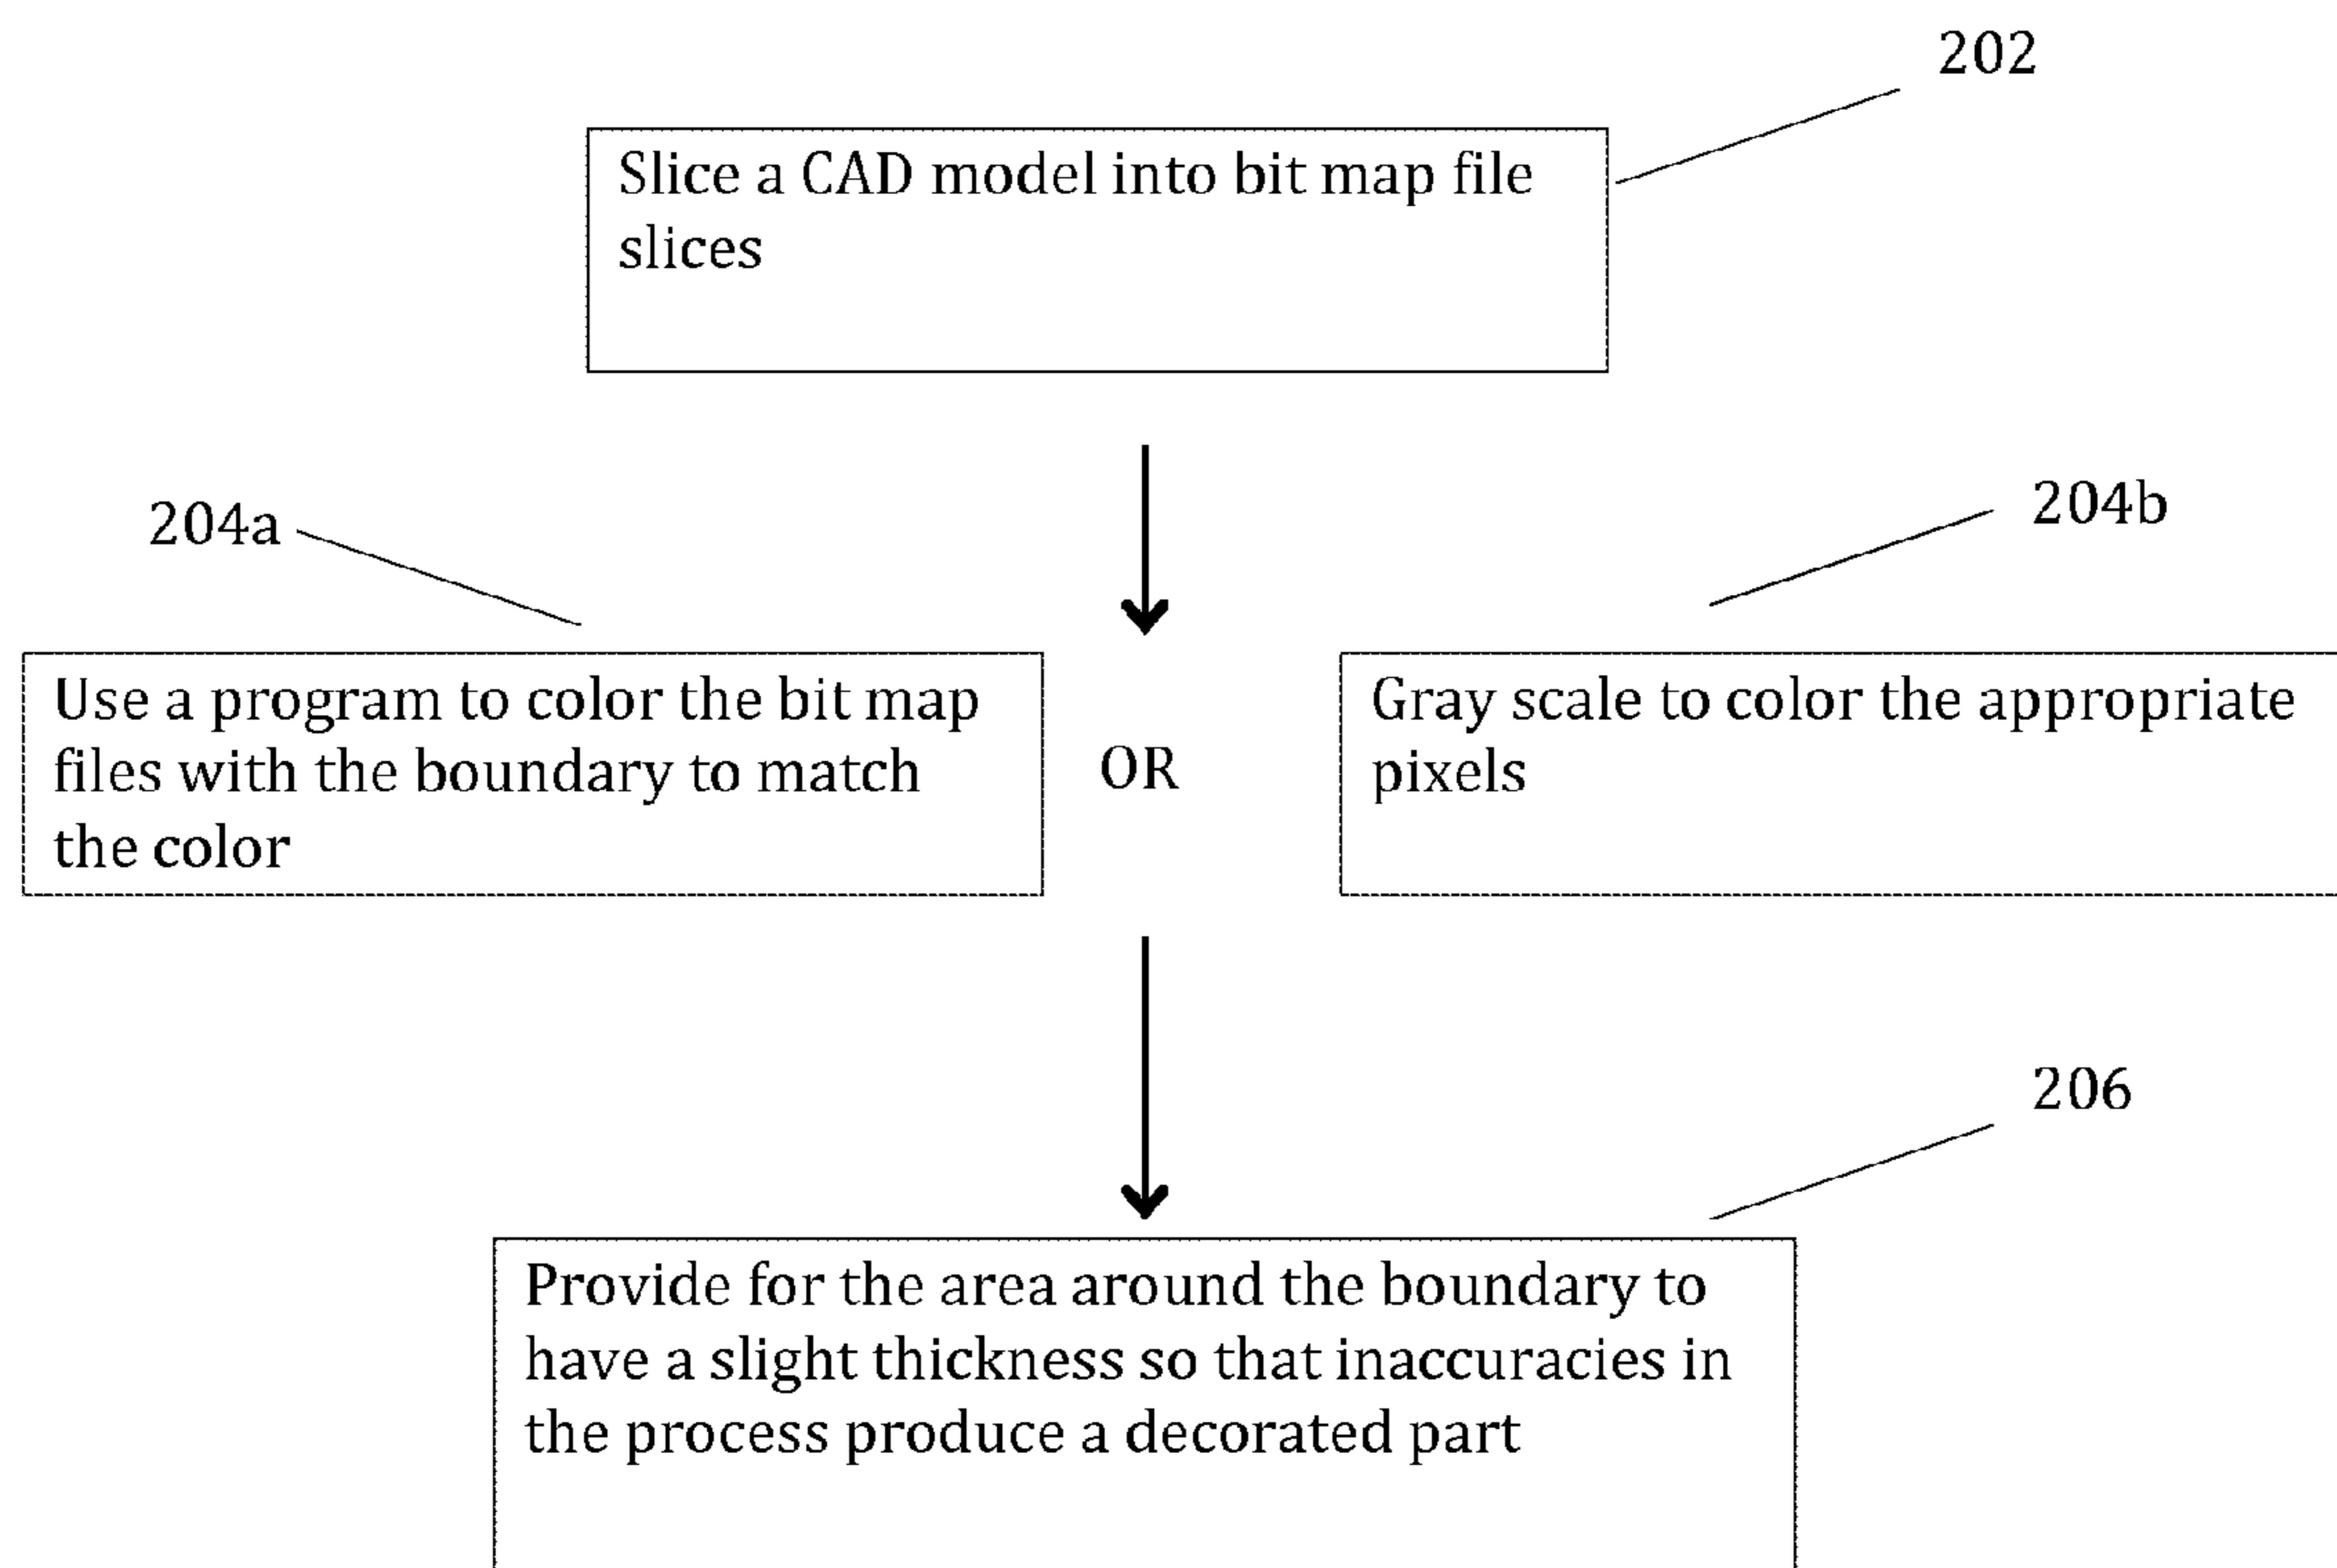 202
Slice a CAD model into bit map file
slices
204a
204b
Use a program to color the bit map
files with the boundary to match
the color
OR
Gray scale to color the appropriate
pixels
206
Provide for the area around the boundary to
have a slight thickness so that inaccuracies in
the process produce a decorated part